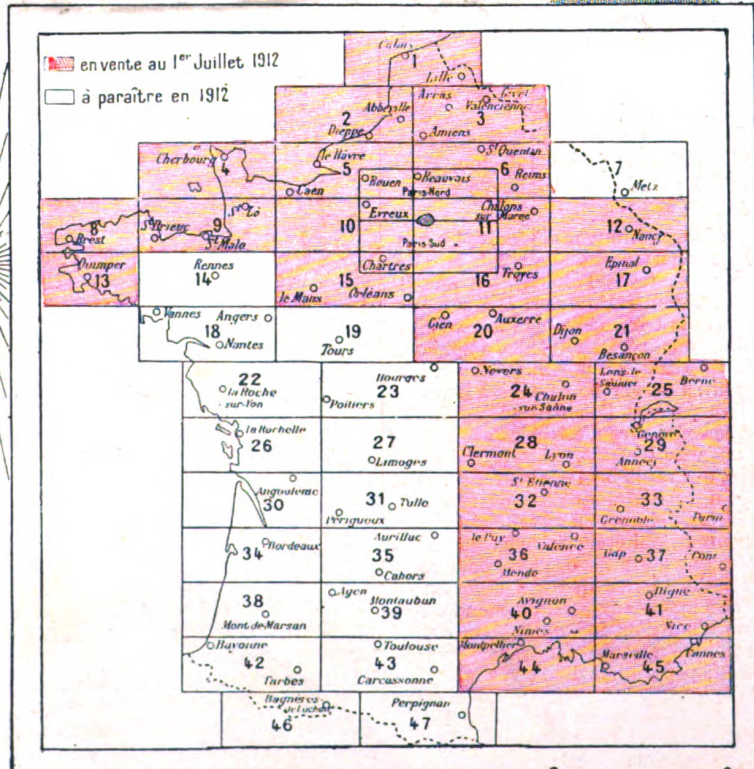 en vente au 1er Juillet 1912
à paraître en 1912
Calais
1
Lille
2
Abbeville
Dieppe
Arras
3
Valenciennes
Givet
Amiens
Cherbourg
4
5
le Havre
Caen
Rouen
Beauvais
Paris-Nord
St Quentin
6
Reims
7
Metz
8
Brest
St Brieuc
9
St Lô
St Malo
10
Evreux
11
Châlons
sur Marne
Paris Sud
12
Nancy
Quimper
13
Rennes
14
15
Chartres
le Mans
Orléans
16
Troyes
Epinal
17
Vannes
18
Angers
Nantes
19
Tours
Gien
20
Auxerre
Dijon
21
Besançon
22
la Roche
-sur-Yon
Bourges
23
Poitiers
Nevers
24
Chalon
-sur-Saône
Lons-le
Saunier
25
Berne
la Rochelle
26
27
Limoges
28
Clermont
Lyon
Genève
29
Annecy
Angoulême
30
31
Tulle
Périgueux
St Etienne
32
33
Grenoble
Turin
34
Bordeaux
Aurillac
35
Cahors
le Puy
36
Valence
Mende
Gap
37
Coni
38
Mont-de-Marsan
Agen
Montauban
39
Avignon
40
Nimes
Digne
41
Nice
Bayonne
42
Tarbes
Toulouse
43
Carcassonne
Montpellier
44
Marseille
45
Cannes
Bagnères
-de-Luchon
46
Perpignan
47